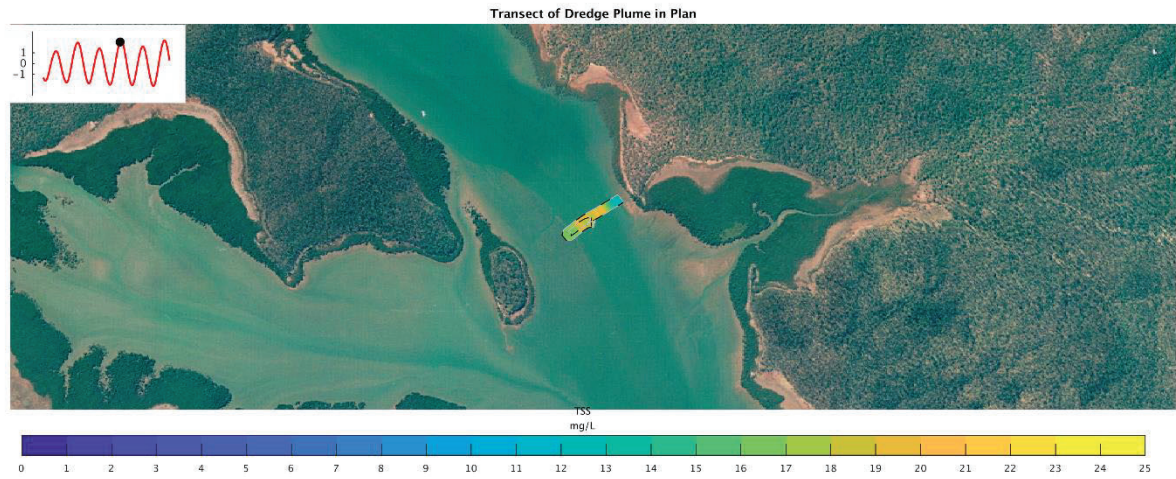 Transect of Dredge Plume in Plan
1
0
−1
TSS
mg/L
0 1 2 3 4 5 6 7 8 9 10 11 12 13 14 15 16 17 18 19 20 21 22 23 24 25